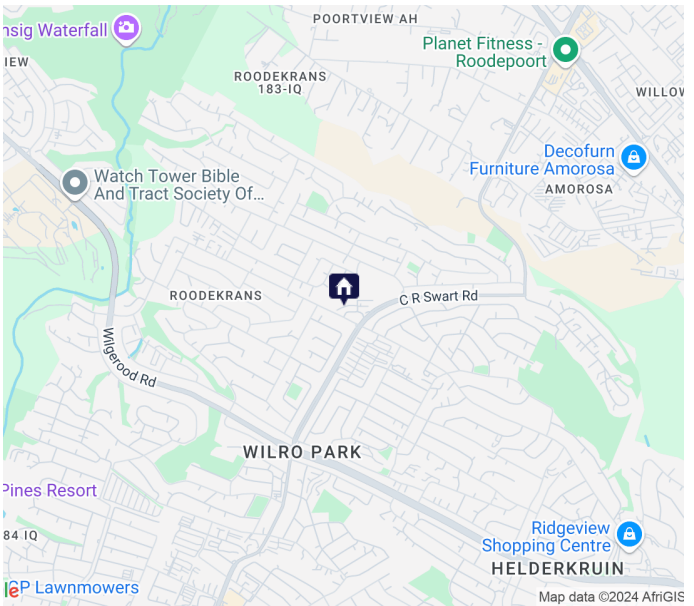 POORTVIEW AH
nsig Waterfall
Planet Fitness -
Roodepoort
IEW
ROODEKRANS
183-IQ
WILLOW
Decofurn
Furniture Amorosa
AMOROSA
Watch Tower Bible
And Tract Society Of...
ROODEKRANS
C R Swart Rd
Wilgerood Rd
WILRO PARK
Pines Resort
84 IQ
Ridgeview
Shopping Centre
HELDERKRUIN
CP Lawnmowers
le
Map data ©2024 AfriGIS